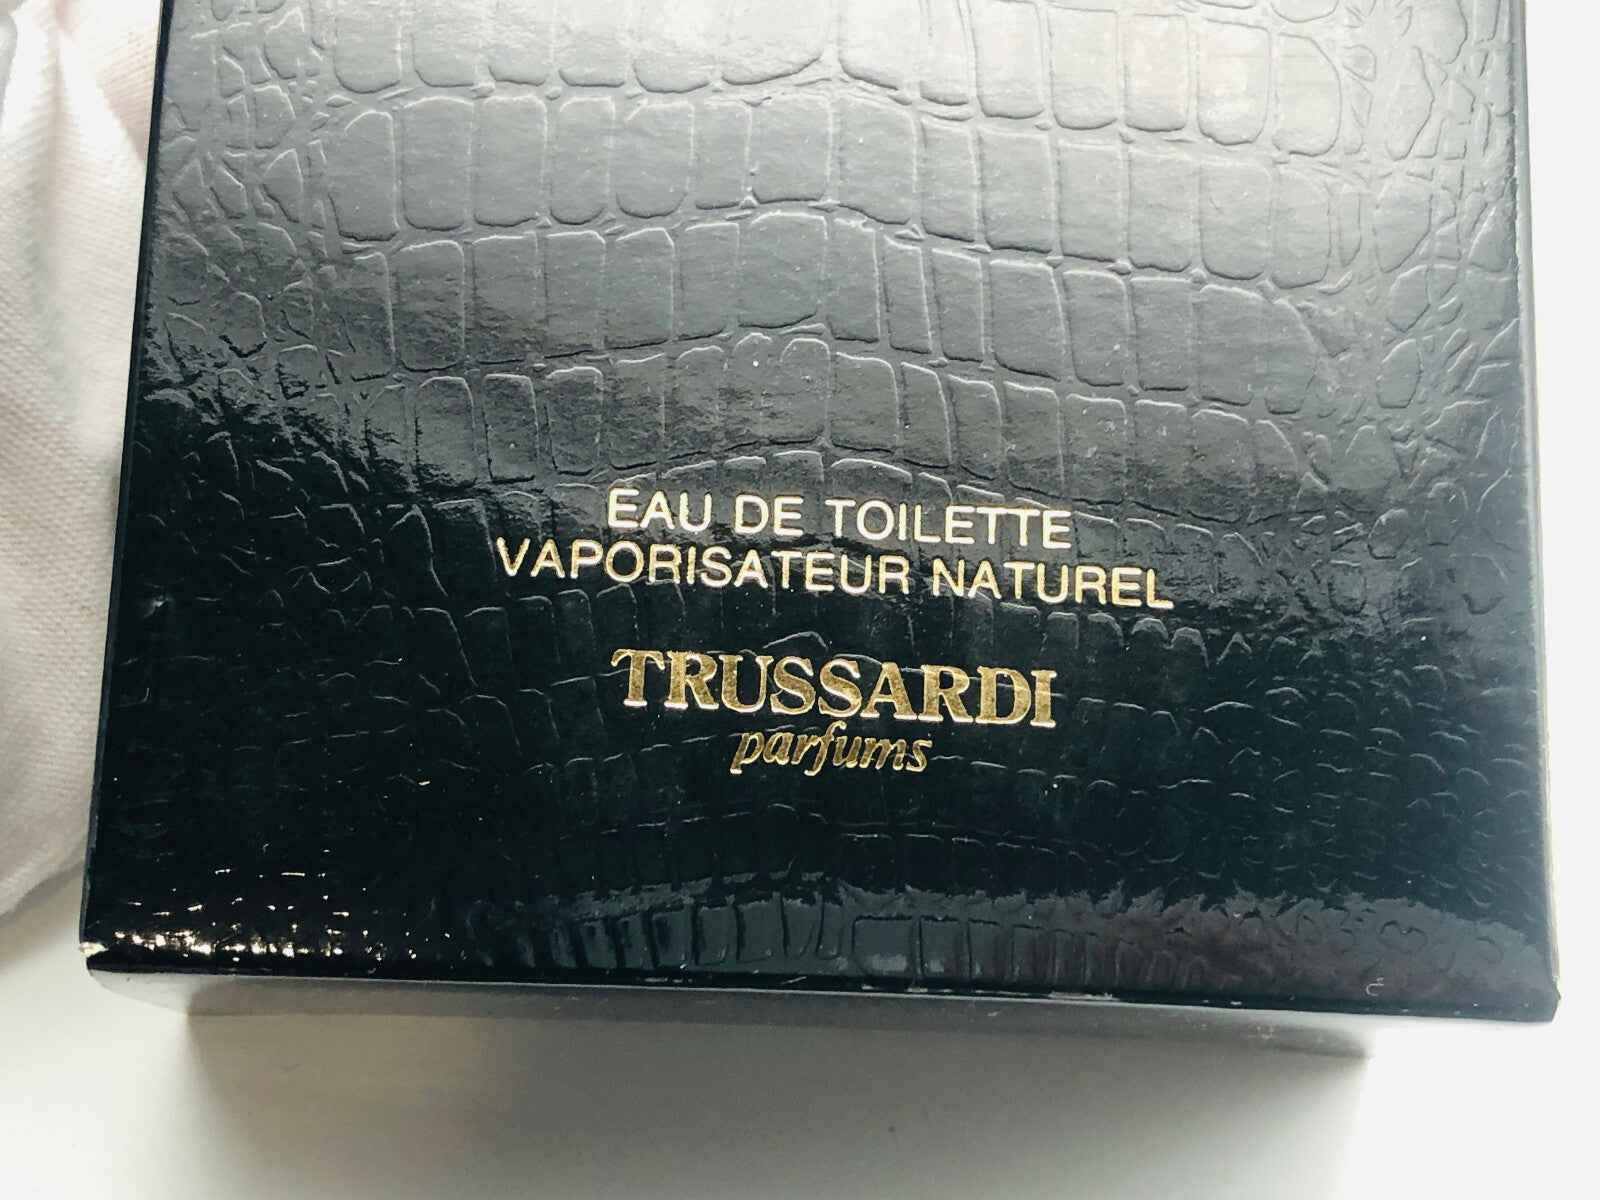 EAU DE TOILETTE
VAPORISATEUR NATUREL
TRUSSARDI
parfums